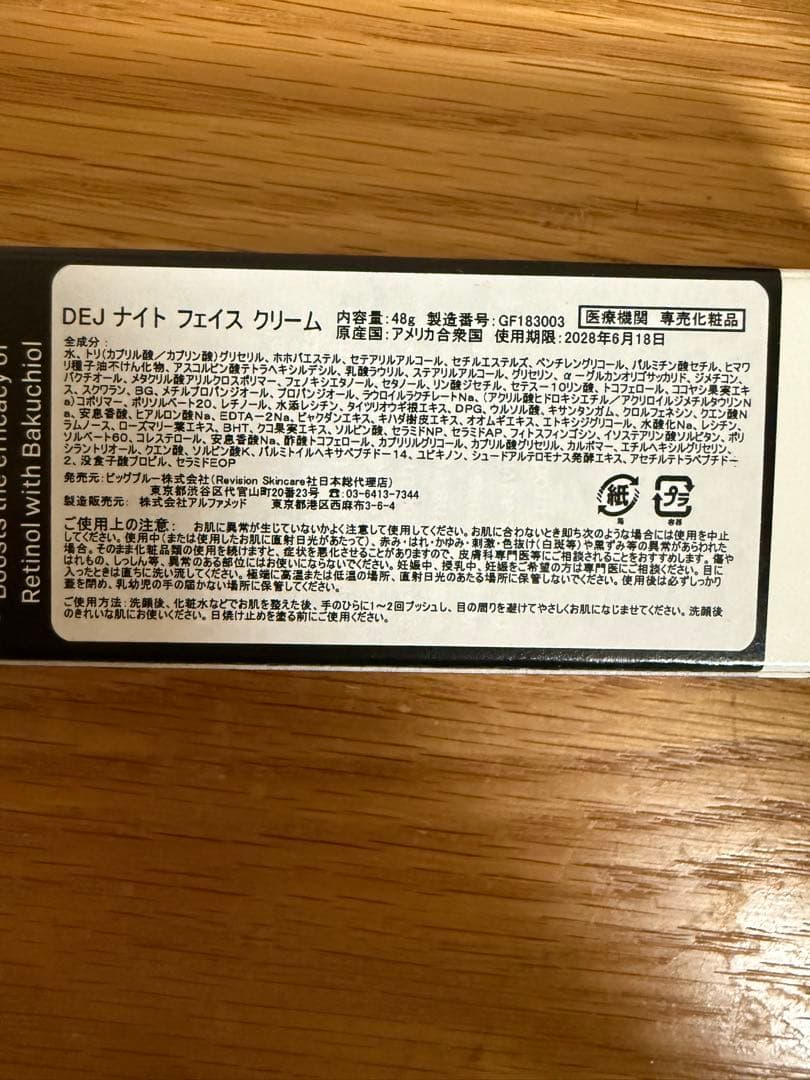 DEJ ナイト フェイス クリーム 内容量:48g 製造番号:GF183003 医療機関 専売化粧品
原産国:アメリカ合衆国 使用期限:2028年6月18日
全成分:
水、トリ(カプリル酸/カプリン酸)グリセリル、ホホバエステル、セテアリルアルコール、セチルエステルズ、ペンチレングリコール、パルミチン酸セチル、ヒマワ
リ種子油不けん化物、アスコルビン酸テトラヘキシルデシル、乳酸ラウリル、ステアリルアルコール、グリセリン、α-グルカンオリゴサッカリド、ジメチコン、
バクチオール、メタクリル酸アリルクロスポリマー、フェノキシエタノール、セタノール、リン酸ジセチル、セテス-10リン酸、トコフェロール、ココヤシ果実エキ
ス、スクワラン、BG、メチルプロパンジオール、プロパンジオール、ラウロイルラクチレートNa、(アクリル酸ヒドロキシエチル/アクリロイルジメチルタウリンN
a)コポリマー、ポリソルベート20、レチノール、水添レシチン、タイツリオウギ根エキス、DPG、ウルソル酸、キサンタンガム、クロルフェネシン、クエン酸N
a、安息香酸、ヒアルロン酸Na、EDTA-2Na、ビャクダンエキス、キハダ樹皮エキス、オオムギエキス、エトキシジグリコール、水酸化Na、レシチン、
ラムノース、ローズマリー葉エキス、BHT、クコ果実エキス、ソルビン酸、セラミドNP、セラミドAP、フィトスフィンゴシン、イソステアリン酸ソルビタン、ポリ
ソルベート60、コレステロール、安息香酸Na、酢酸トコフェロール、カプリリルグリコール、カプリル酸グリセリル、カルボマー、エチルヘキシルグリセリン、
シラントリオール、クエン酸、ソルビン酸K、パルミトイルヘキサペプチド-14、ユビキノン、シュードアルテロモナス発酵エキス、アセチルテトラペプチド-
2、没食子酸プロピル、セラミドEOP
発売元:ビッグブルー株式会社(Revision Skincare社日本総代理店)
東京都渋谷区代官山町20番23号 ☎:03-6413-7344
製造販売元: 株式会社アルファメッド 東京都港区西麻布3-6-4
紙 プラ
箱 容器
ご使用上の注意: お肌に異常が生じていないかよく注意して使用してください。お肌に合わないとき即ち次のような場合には使用を中止
してください。使用中(または使用したお肌に直射日光があたって)、赤み・はれ・かゆみ・刺激・色抜け(白斑等)や黒ずみ等の異常があらわれた
場合。そのまま化粧品類の使用を続けますと、症状を悪化させることがありますので、皮膚科専門医等にご相談されることをおすすめします。傷や
はれもの、しっしん等、異常のある部位にはお使いにならないでください。妊娠中、授乳中、妊娠をご希望の方は専門医にご相談ください。目に
入ったときは直ちに洗い流してください。極端に高温または低温の場所、直射日光のあたる場所に保管しないでください。使用後は必ずしっかり
蓋を閉め、乳幼児の手の届かない場所に保管してください。
ご使用方法:洗顔後、化粧水などでお肌を整えた後、手のひらに1～2回プッシュし、目の周りを避けてやさしくお肌になじませてください。洗顔後
のきれいな肌にお使いください。日焼け止めを塗る前にご使用ください。
Boosts the efficacy of
Retinol with Bakuchiol